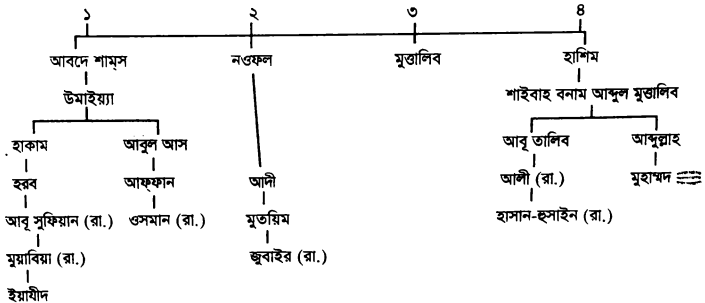 ১ ২ ৩ ৪
আবদে শাম্‌স নওফল মুত্তালিব হাশিম
উমাইয়্যা শাইবাহ বনাম আব্দুল মুত্তালিব
হাকাম আবুল আস আবূ তালিব আব্দুল্লাহ
হরব আফ্‌ফান আদী আলী (রা.) মুহাম্মদ
আবূ সুফিয়ান (রা.) ওসমান (রা.) মুতয়িম হাসান-হুসাইন (রা.)
মুয়াবিয়া (রা.) জুবাইর (রা.)
ইয়াযীদ